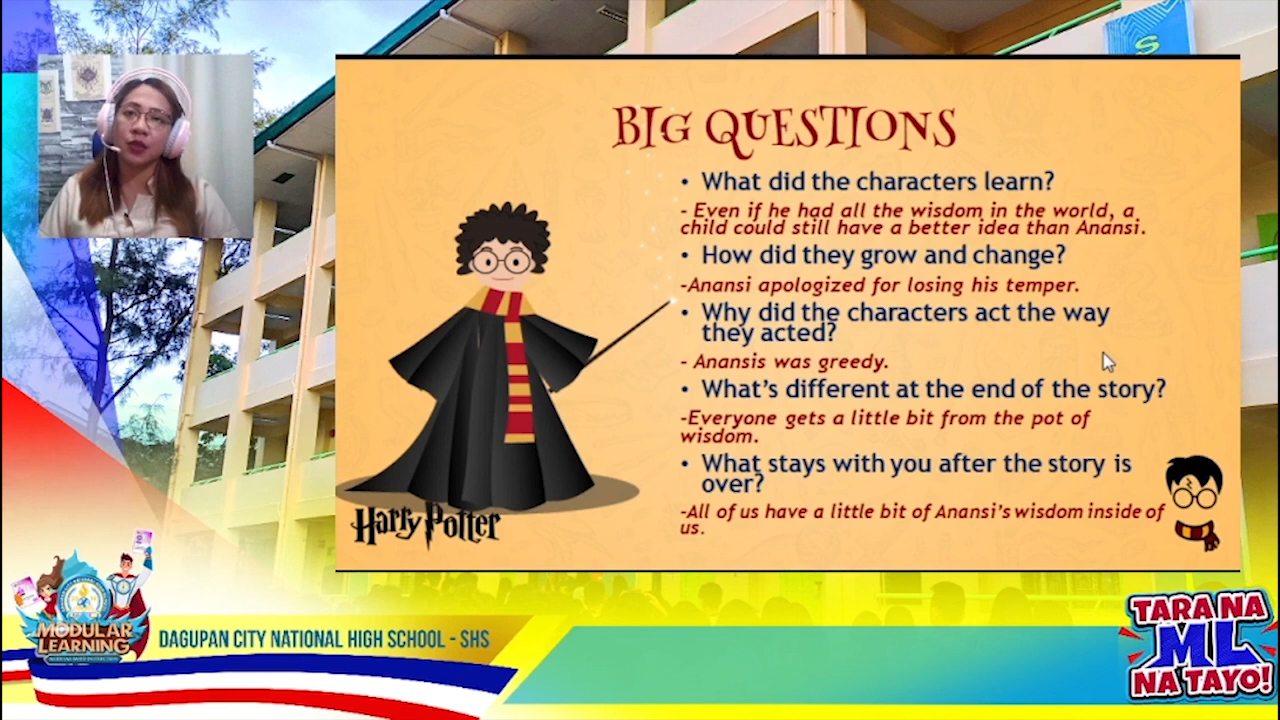 BIG QUESTIONS
• What did the characters learn?
- Even if he had all the wisdom in the world, a
child could still have a better idea than Anansi.
• How did they grow and change?
-Anansi apologized for losing his temper.
• Why did the characters act the way
they acted?
- Anansis was greedy.
• What's different at the end of the story?
-Everyone gets a little bit from the pot of
wisdom.
• What stays with you after the story is
over?
-All of us have a little bit of Anansi's wisdom inside of
us.
Harry Potter
MODULAR
LEARNING
DAGUPAN CITY NATIONAL HIGH SCHOOL - SHS
TARA NA
ML
NA TAYO!
S